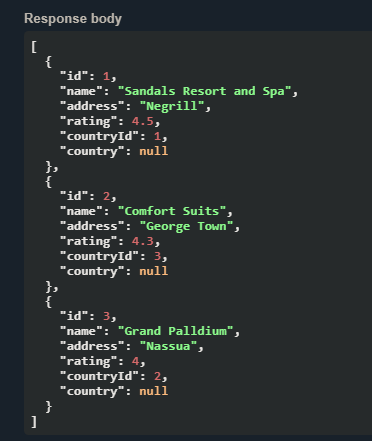 Response body
[
  {
    "id": 1,
    "name": "Sandals Resort and Spa",
    "address": "Negrill",
    "rating": 4.5,
    "countryId": 1,
    "country": null
  },
  {
    "id": 2,
    "name": "Comfort Suits",
    "address": "George Town",
    "rating": 4.3,
    "countryId": 3,
    "country": null
  },
  {
    "id": 3,
    "name": "Grand Palldium",
    "address": "Nassua",
    "rating": 4,
    "countryId": 2,
    "country": null
  }
]